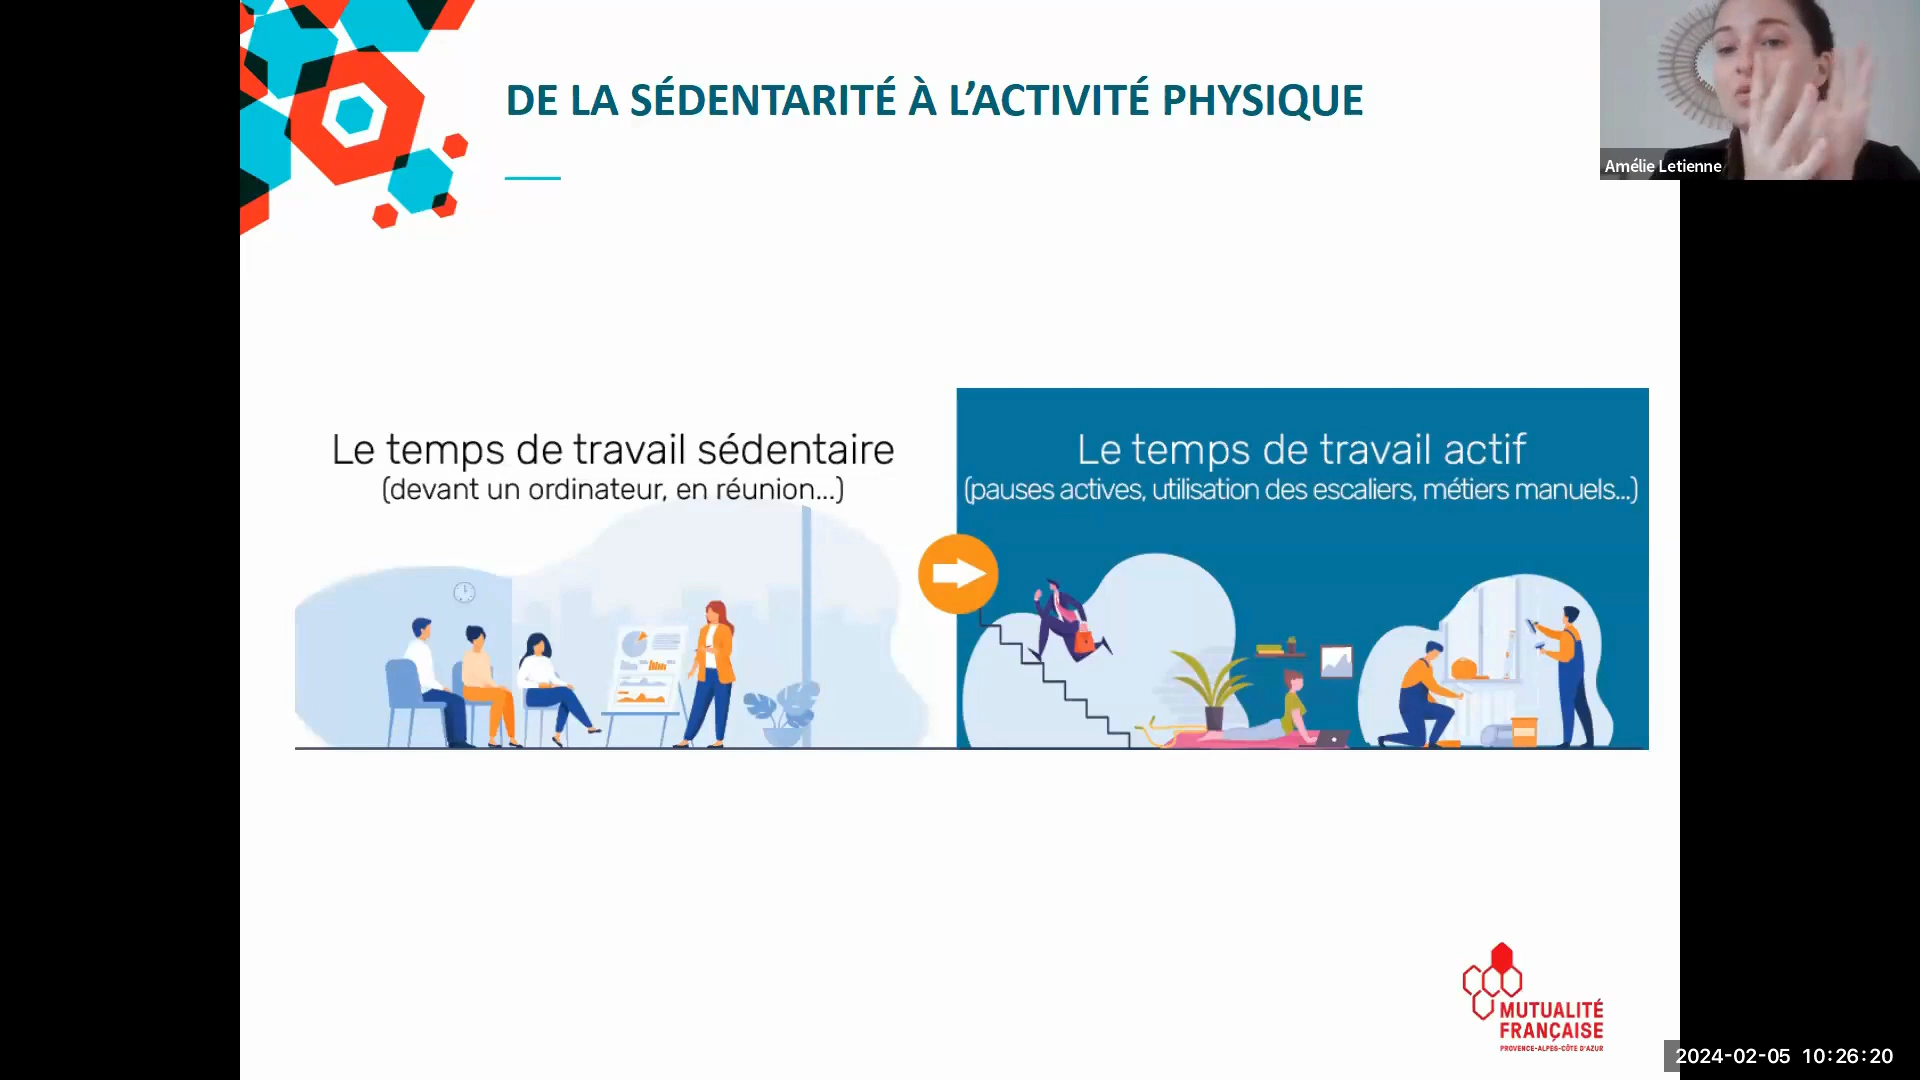 DE LA SÉDENTARITÉ À L’ACTIVITÉ PHYSIQUE
Amélie Letienne
Le temps de travail sédentaire
(devant un ordinateur, en réunion...)
Le temps de travail actif
(pauses actives, utilisation des escaliers, métiers manuels...)
MUTUALITÉ
FRANÇAISE
PROVENCE-ALPES-CÔTE D'AZUR
2024-02-05 10:26:20